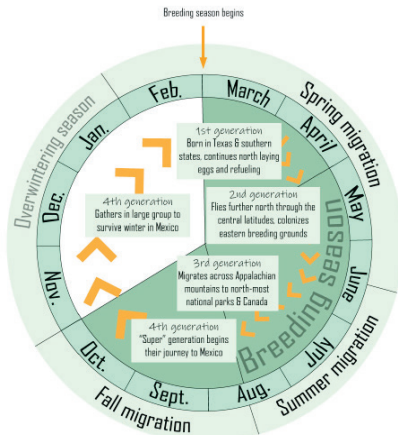 Breeding season begins
Feb.
March
April
May
June
July
Aug.
Sept.
Oct.
Nov.
Dec.
Jan.
Overwintering season
Spring migration
Summer migration
Fall migration
Breeding season
1st generation
Born in Texas & southern
states, continues north laying
eggs and refueling
2nd generation
Flies further north through the
central latitudes, colonizes
eastern breeding grounds
4th generation
Gathers in large group to
survive winter in Mexico
3rd generation
Migrates across Appalachian
mountains to north-most
national parks & Canada
4th generation
"Super" generation begins
their journey to Mexico